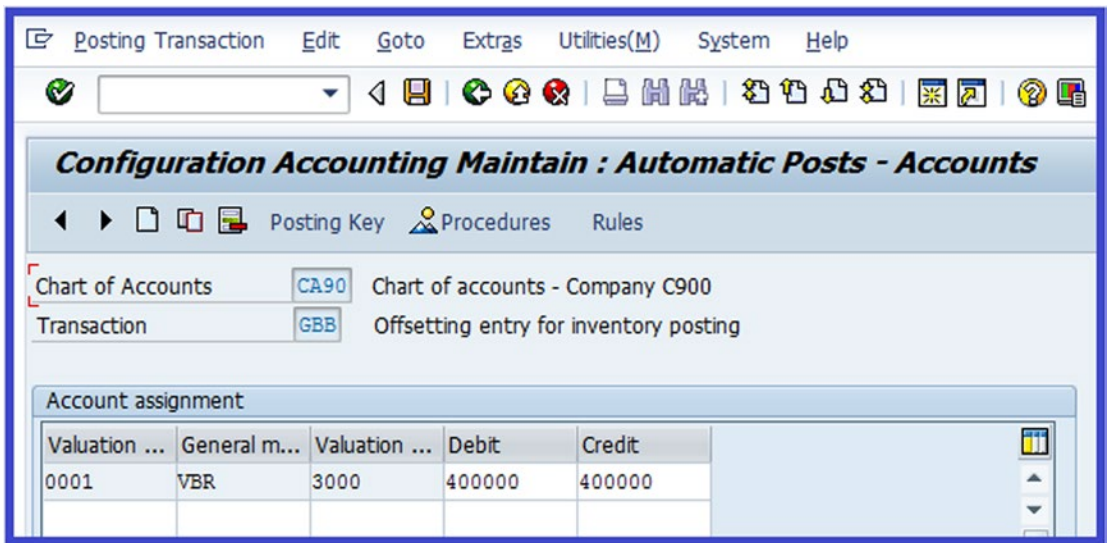 Posting Transaction Edit Goto Extras Utilities(M) System Help
Configuration Accounting Maintain : Automatic Posts - Accounts
Posting Key Procedures Rules
Chart of Accounts CA90 Chart of accounts - Company C900
Transaction GBB Offsetting entry for inventory posting
Account assignment
Valuation ... General m... Valuation ... Debit Credit
0001 VBR 3000 400000 400000